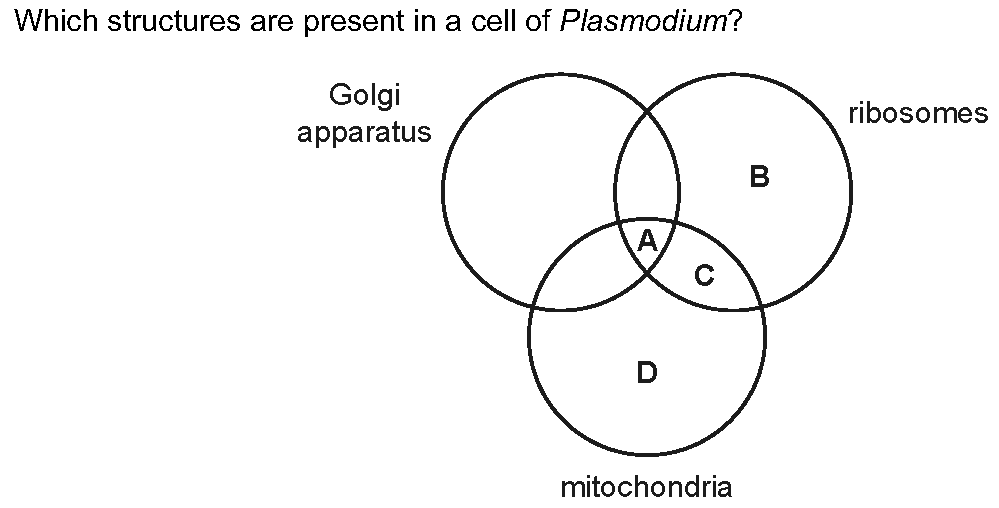 Which structures are present in a cell of Plasmodium?
Golgi
apparatus
ribosomes
B
A
C
D
mitochondria